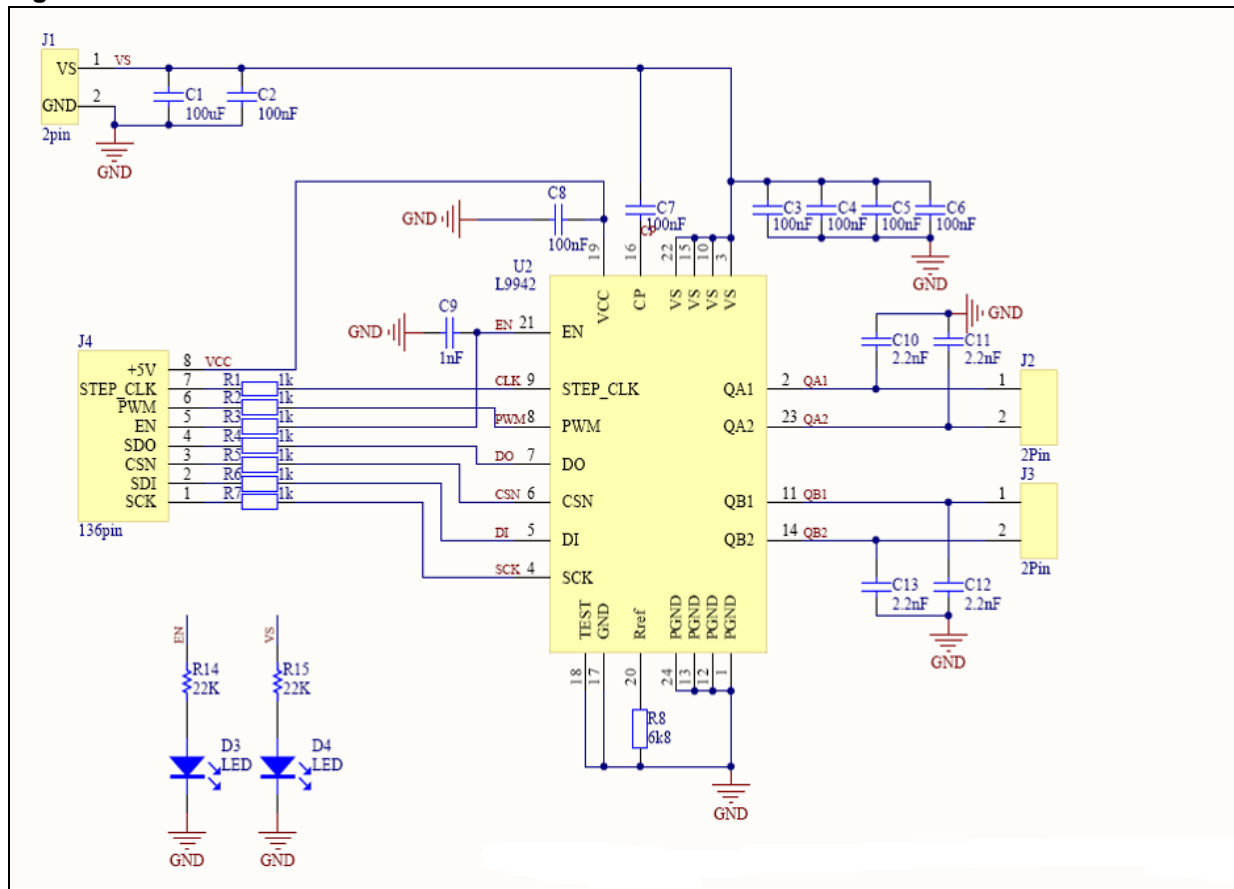 J1
VS 1 VS
GND 2
2pin
GND
C1
100uF
C2
100nF
GND
C8
100nF
C7
100nF
CP
C3
100nF
C4
100nF
C5
100nF
C6
100nF
GND
19
16
22
15
10
3
U2
L9942
VCC
CP
VS
VS
VS
VS
GND
C9
1nF
EN 21 EN
J4
+5V 8 VCC
STEP_CLK 7 R1 1k
PWM 6 R2 1k
EN 5 R3 1k
SDO 4 R4 1k
CSN 3 R5 1k
SDI 2 R6 1k
SCK 1 R7 1k
136pin
CLK 9 STEP_CLK
PWM 8 PWM
DO 7 DO
CSN 6 CSN
DI 5 DI
SCK 4 SCK
QA1 2 QA1
QA2 23 QA2
QB1 11 QB1
QB2 14 QB2
GND
C10
2.2nF
C11
2.2nF
J2
1
2
2Pin
J3
1
2
2Pin
C13
2.2nF
C12
2.2nF
GND
TEST
GND
Rref
PGND
PGND
PGND
PGND
18
17
20
24
13
12
1
R8
6k8
GND
EN
R14
22K
D3
LED
GND
VS
R15
22K
D4
LED
GND